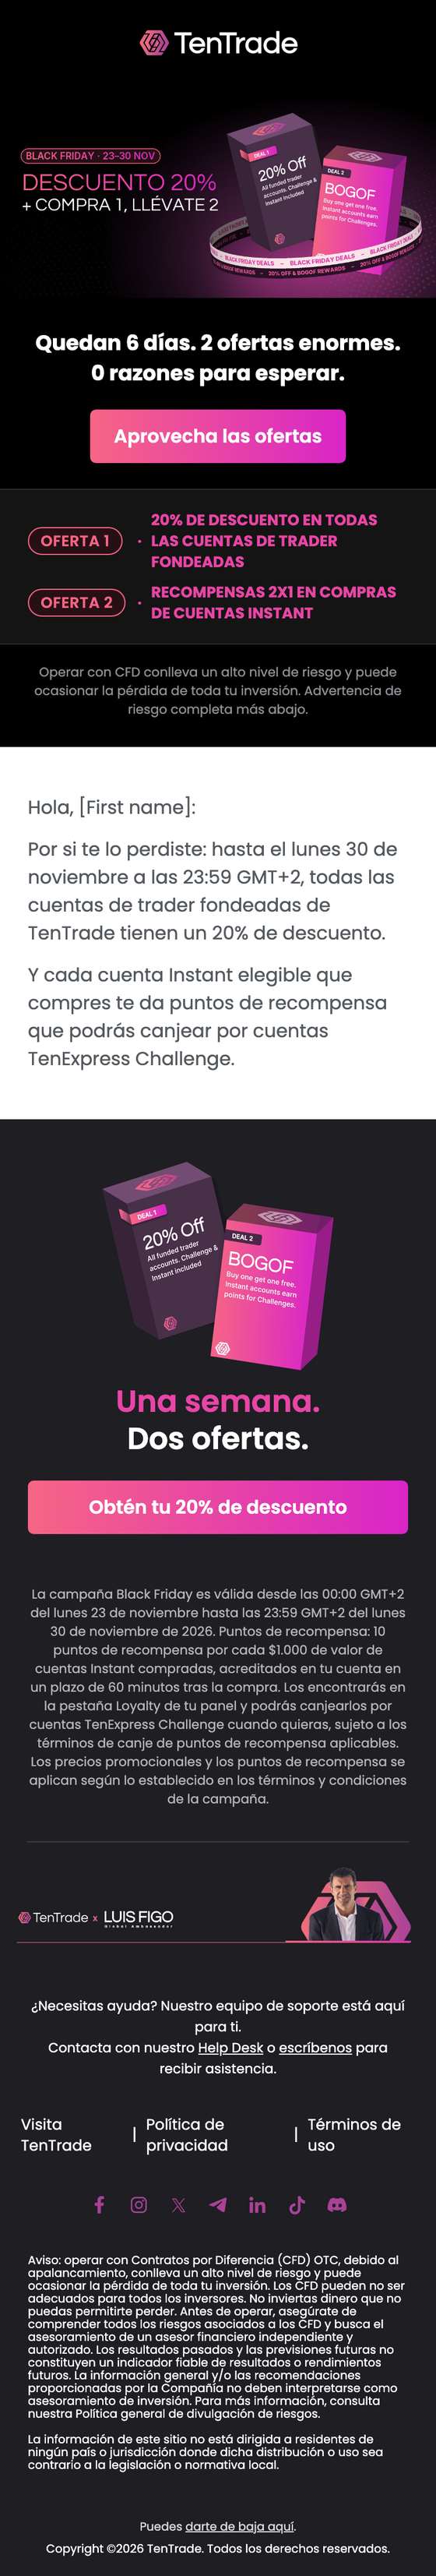 TenTrade
BLACK FRIDAY · 23-30 NOV
DESCUENTO 20%
+ COMPRA 1, LLÉVATE 2
DEAL 1
20% Off
All funded trader
accounts. Challenge &
Instant included
DEAL 2
BOGOF
Buy one get one free.
Instant accounts earn
points for Challenges.
BLACK FRIDAY DEALS – BLACK FRIDAY DEALS – BLACK FRIDAY DEALS
20% OFF & BOGOF REWARDS – 20% OFF & BOGOF REWARDS
Quedan 6 días. 2 ofertas enormes.
0 razones para esperar.
Aprovecha las ofertas
OFERTA 1 · 20% DE DESCUENTO EN TODAS
LAS CUENTAS DE TRADER
FONDEADAS
OFERTA 2 · RECOMPENSAS 2X1 EN COMPRAS
DE CUENTAS INSTANT
Operar con CFD conlleva un alto nivel de riesgo y puede
ocasionar la pérdida de toda tu inversión. Advertencia de
riesgo completa más abajo.
Hola, [First name]:
Por si te lo perdiste: hasta el lunes 30 de
noviembre a las 23:59 GMT+2, todas las
cuentas de trader fondeadas de
TenTrade tienen un 20% de descuento.
Y cada cuenta Instant elegible que
compres te da puntos de recompensa
que podrás canjear por cuentas
TenExpress Challenge.
DEAL 1
20% Off
All funded trader
accounts. Challenge &
Instant included
DEAL 2
BOGOF
Buy one get one free.
Instant accounts earn
points for Challenges.
Una semana.
Dos ofertas.
Obtén tu 20% de descuento
La campaña Black Friday es válida desde las 00:00 GMT+2
del lunes 23 de noviembre hasta las 23:59 GMT+2 del lunes
30 de noviembre de 2026. Puntos de recompensa: 10
puntos de recompensa por cada $1.000 de valor de
cuentas Instant compradas, acreditados en tu cuenta en
un plazo de 60 minutos tras la compra. Los encontrarás en
la pestaña Loyalty de tu panel y podrás canjearlos por
cuentas TenExpress Challenge cuando quieras, sujeto a los
términos de canje de puntos de recompensa aplicables.
Los precios promocionales y los puntos de recompensa se
aplican según lo establecido en los términos y condiciones
de la campaña.
TenTrade x LUIS FIGO
Global Ambassador
¿Necesitas ayuda? Nuestro equipo de soporte está aquí
para ti.
Contacta con nuestro Help Desk o escríbenos para
recibir asistencia.
Visita
TenTrade
| Política de
privacidad
| Términos de
uso
Aviso: operar con Contratos por Diferencia (CFD) OTC, debido al
apalancamiento, conlleva un alto nivel de riesgo y puede
ocasionar la pérdida de toda tu inversión. Los CFD pueden no ser
adecuados para todos los inversores. No inviertas dinero que no
puedas permitirte perder. Antes de operar, asegúrate de
comprender todos los riesgos asociados a los CFD y busca el
asesoramiento de un asesor financiero independiente y
autorizado. Los resultados pasados y las previsiones futuras no
constituyen un indicador fiable de resultados o rendimientos
futuros. La información general y/o las recomendaciones
proporcionadas por la Compañía no deben interpretarse como
asesoramiento de inversión. Para más información, consulta
nuestra Política general de divulgación de riesgos.
La información de este sitio no está dirigida a residentes de
ningún país o jurisdicción donde dicha distribución o uso sea
contrario a la legislación o normativa local.
Puedes darte de baja aquí.
Copyright ©2026 TenTrade. Todos los derechos reservados.